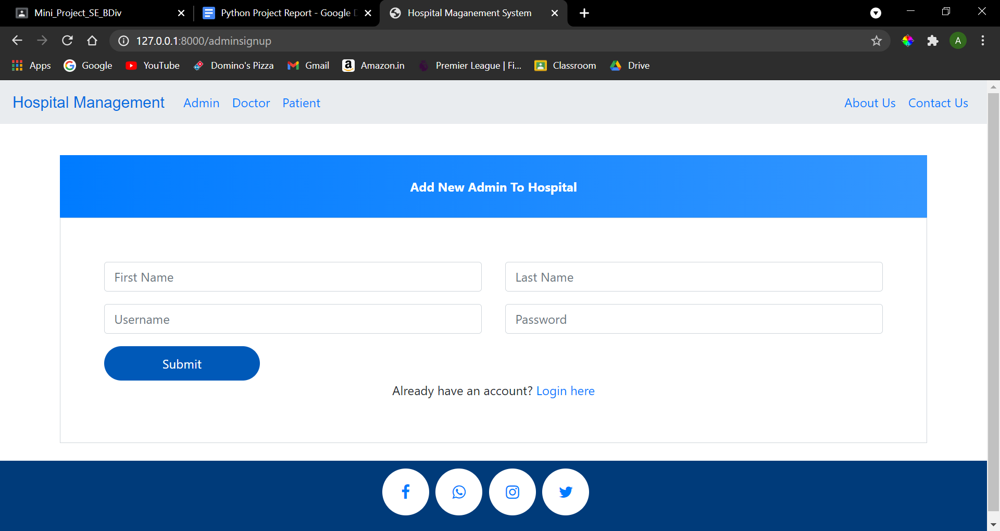 Mini_Project_SE_BDiv
Python Project Report - Google
Hospital Maganement System
127.0.0.1:8000/adminsignup
A
Apps Google YouTube Domino's Pizza Gmail Amazon.in Premier League | Fi... Classroom Drive
Hospital Management Admin Doctor Patient About Us Contact Us
Add New Admin To Hospital
First Name Last Name
Username Password
Submit
Already have an account? Login here